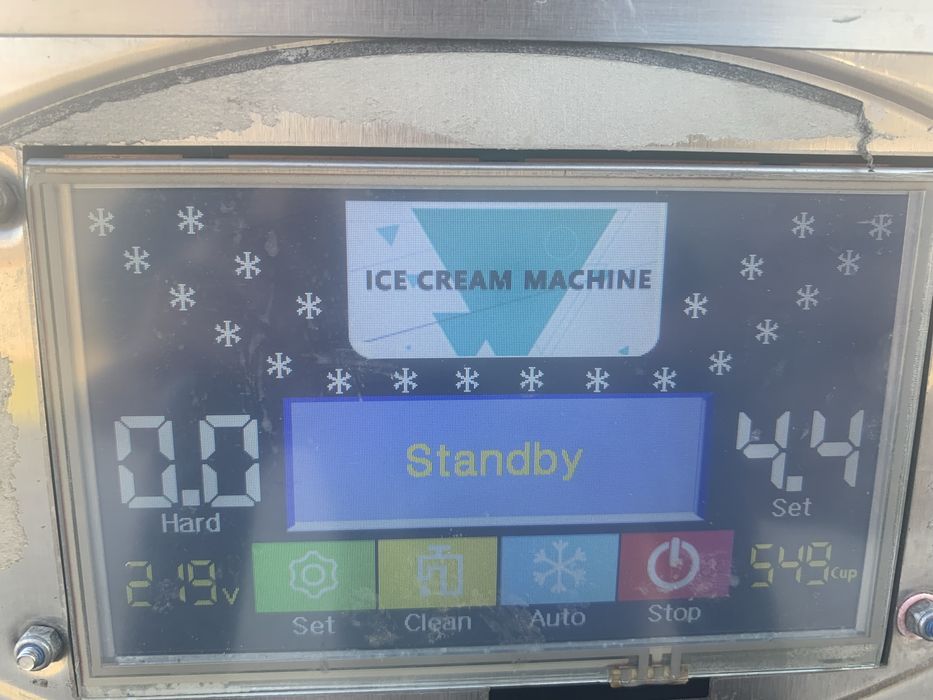 ICE CREAM MACHINE
0.0
Hard
Standby
4.4
Set
219v
Set
Clean
Auto
Stop
549Cup